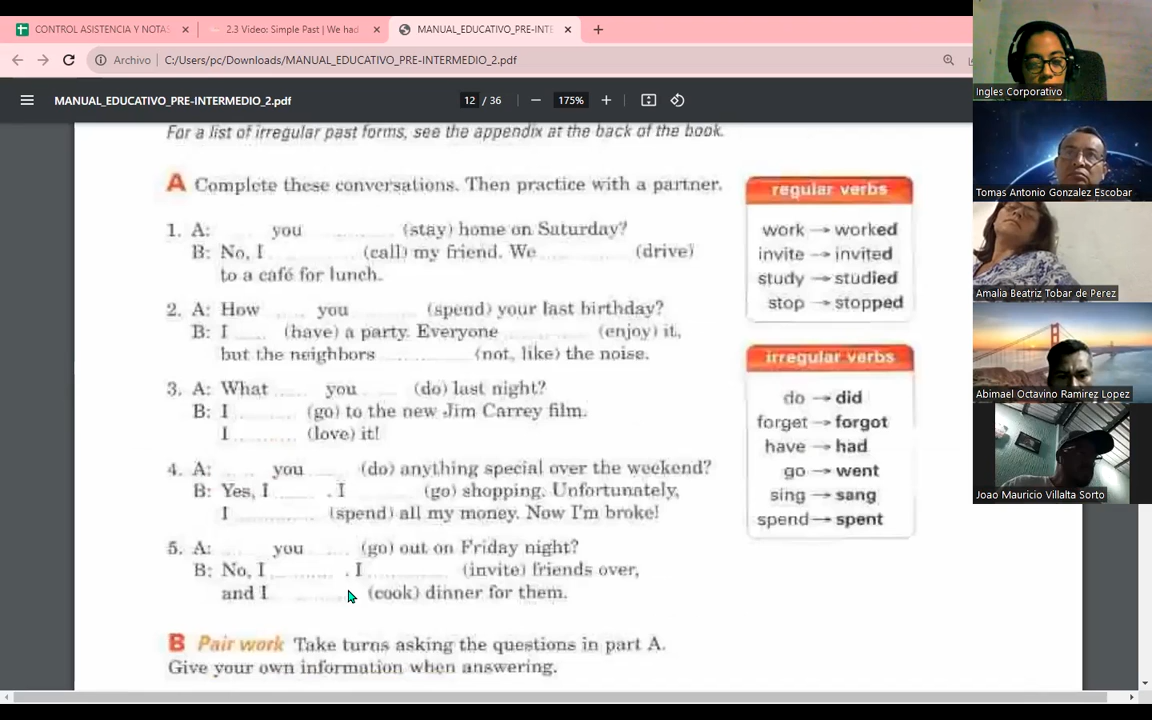 CONTROL ASISTENCIA Y NOTAS
2.3 Video: Simple Past | We had
MANUAL_EDUCATIVO_PRE-INTE
Archivo
C:/Users/pc/Downloads/MANUAL_EDUCATIVO_PRE-INTERMEDIO_2.pdf
MANUAL_EDUCATIVO_PRE-INTERMEDIO_2.pdf
12 / 36
175%
For a list of irregular past forms, see the appendix at the back of the book.
A Complete these conversations. Then practice with a partner.
1. A: ........ you ........ (stay) home on Saturday?
B: No, I ........ (call) my friend. We ........ (drive)
to a café for lunch.
2. A: How ........ you ........ (spend) your last birthday?
B: I ........ (have) a party. Everyone ........ (enjoy) it,
but the neighbors ........ (not, like) the noise.
3. A: What ........ you ........ (do) last night?
B: I ........ (go) to the new Jim Carrey film.
I ........ (love) it!
4. A: ........ you ........ (do) anything special over the weekend?
B: Yes, I ........ . I ........ (go) shopping. Unfortunately,
I ........ (spend) all my money. Now I'm broke!
5. A: ........ you ........ (go) out on Friday night?
B: No, I ........ . I ........ (invite) friends over,
and I ........ (cook) dinner for them.
B Pair work Take turns asking the questions in part A.
Give your own information when answering.
regular verbs
work → worked
invite → invited
study → studied
stop → stopped
irregular verbs
do → did
forget → forgot
have → had
go → went
sing → sang
spend → spent
Ingles Corporativo
Tomas Antonio Gonzalez Escobar
Amalia Beatriz Tobar de Perez
Abimael Octavino Ramirez Lopez
Joao Mauricio Villalta Sorto